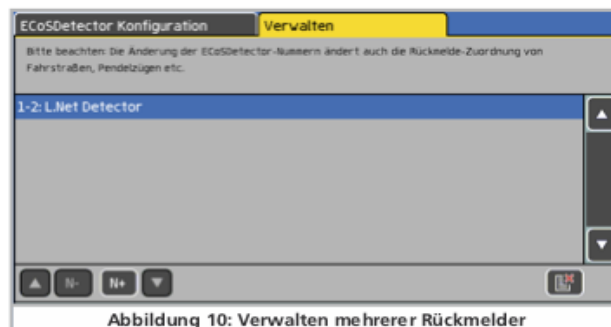 ECoSDetector Konfiguration
Verwalten
Bitte beachten: Die Änderung der ECoSDetector-Nummern ändert auch die Rückmelde-Zuordnung von
Fahrstraßen, Pendelzügen etc.
1-2: L.Net Detector
N-
N+
Abbildung 10: Verwalten mehrerer Rückmelder